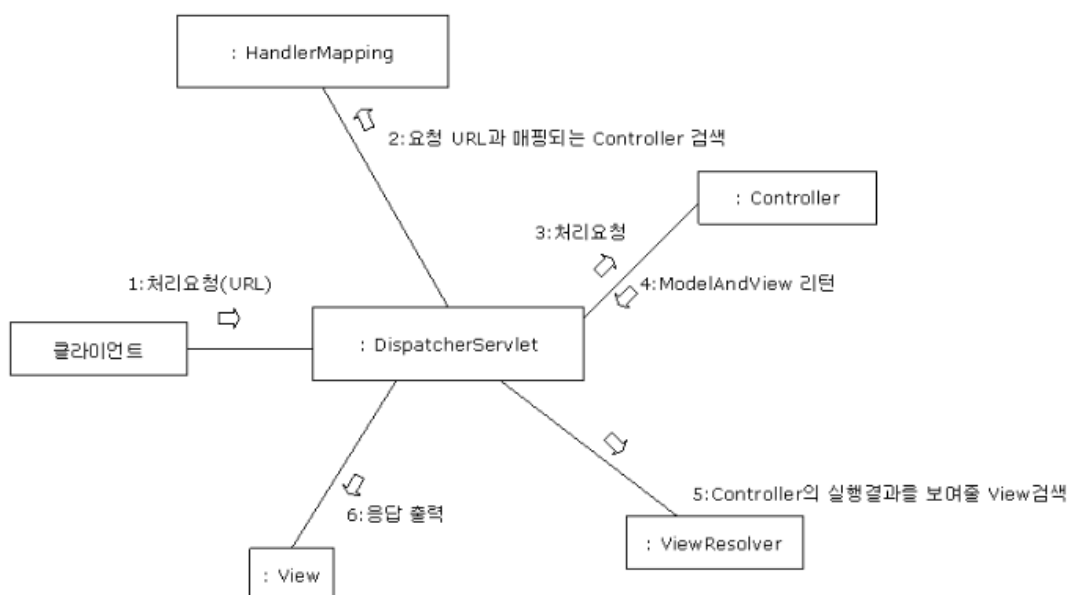 : HandlerMapping
2:요청 URL과 매핑되는 Controller 검색
: Controller
3:처리요청
1:처리요청(URL)
4:ModelAndView 리턴
클라이언트
: DispatcherServlet
5:Controller의 실행결과를 보여줄 View검색
6:응답 출력
: ViewResolver
: View